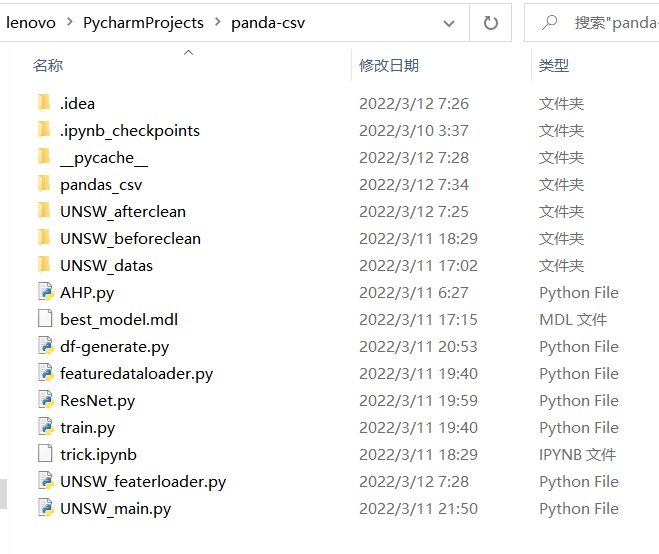 lenovo > PycharmProjects > panda-csv 搜索"panda-
名称 修改日期 类型
.idea 2022/3/12 7:26 文件夹
.ipynb_checkpoints 2022/3/10 3:37 文件夹
__pycache__ 2022/3/12 7:28 文件夹
pandas_csv 2022/3/12 7:34 文件夹
UNSW_afterclean 2022/3/12 7:25 文件夹
UNSW_beforeclean 2022/3/11 18:29 文件夹
UNSW_datas 2022/3/11 17:02 文件夹
AHP.py 2022/3/11 6:27 Python File
best_model.mdl 2022/3/11 17:15 MDL 文件
df-generate.py 2022/3/11 20:53 Python File
featuredataloader.py 2022/3/11 19:40 Python File
ResNet.py 2022/3/11 19:59 Python File
train.py 2022/3/11 19:40 Python File
trick.ipynb 2022/3/11 18:29 IPYNB 文件
UNSW_featerloader.py 2022/3/12 7:28 Python File
UNSW_main.py 2022/3/11 21:50 Python File